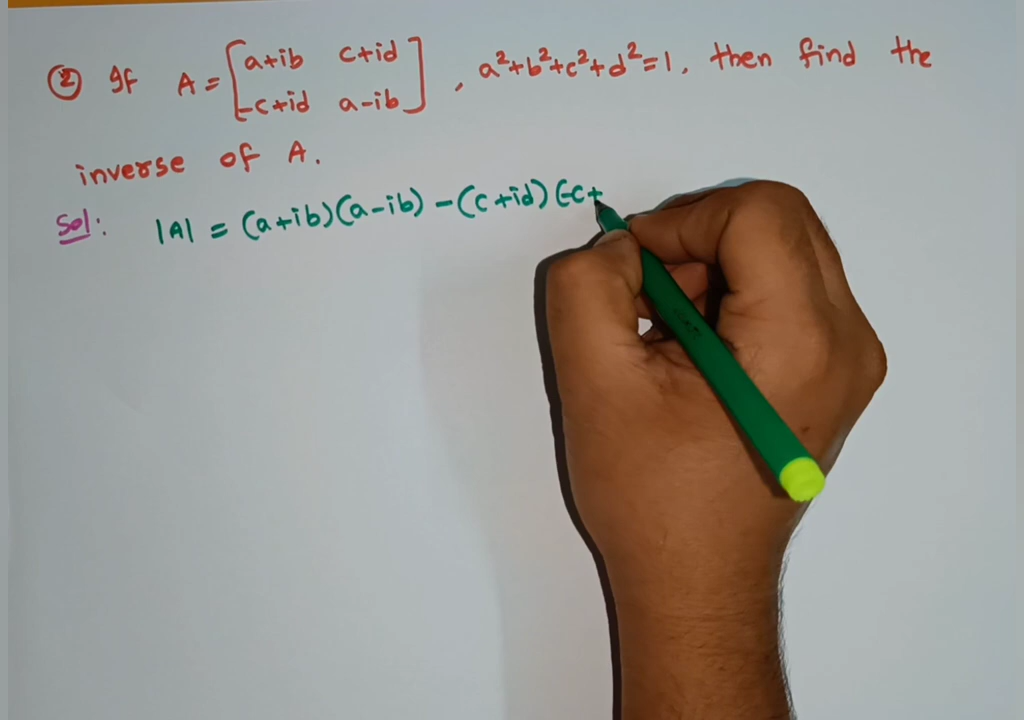 ② If A = [a+ib c+id , a²+b²+c²+d²=1, then find the
-c+id a-ib]
inverse of A.
Sol: |A| = (a+ib)(a-ib) - (c+id)(-c+